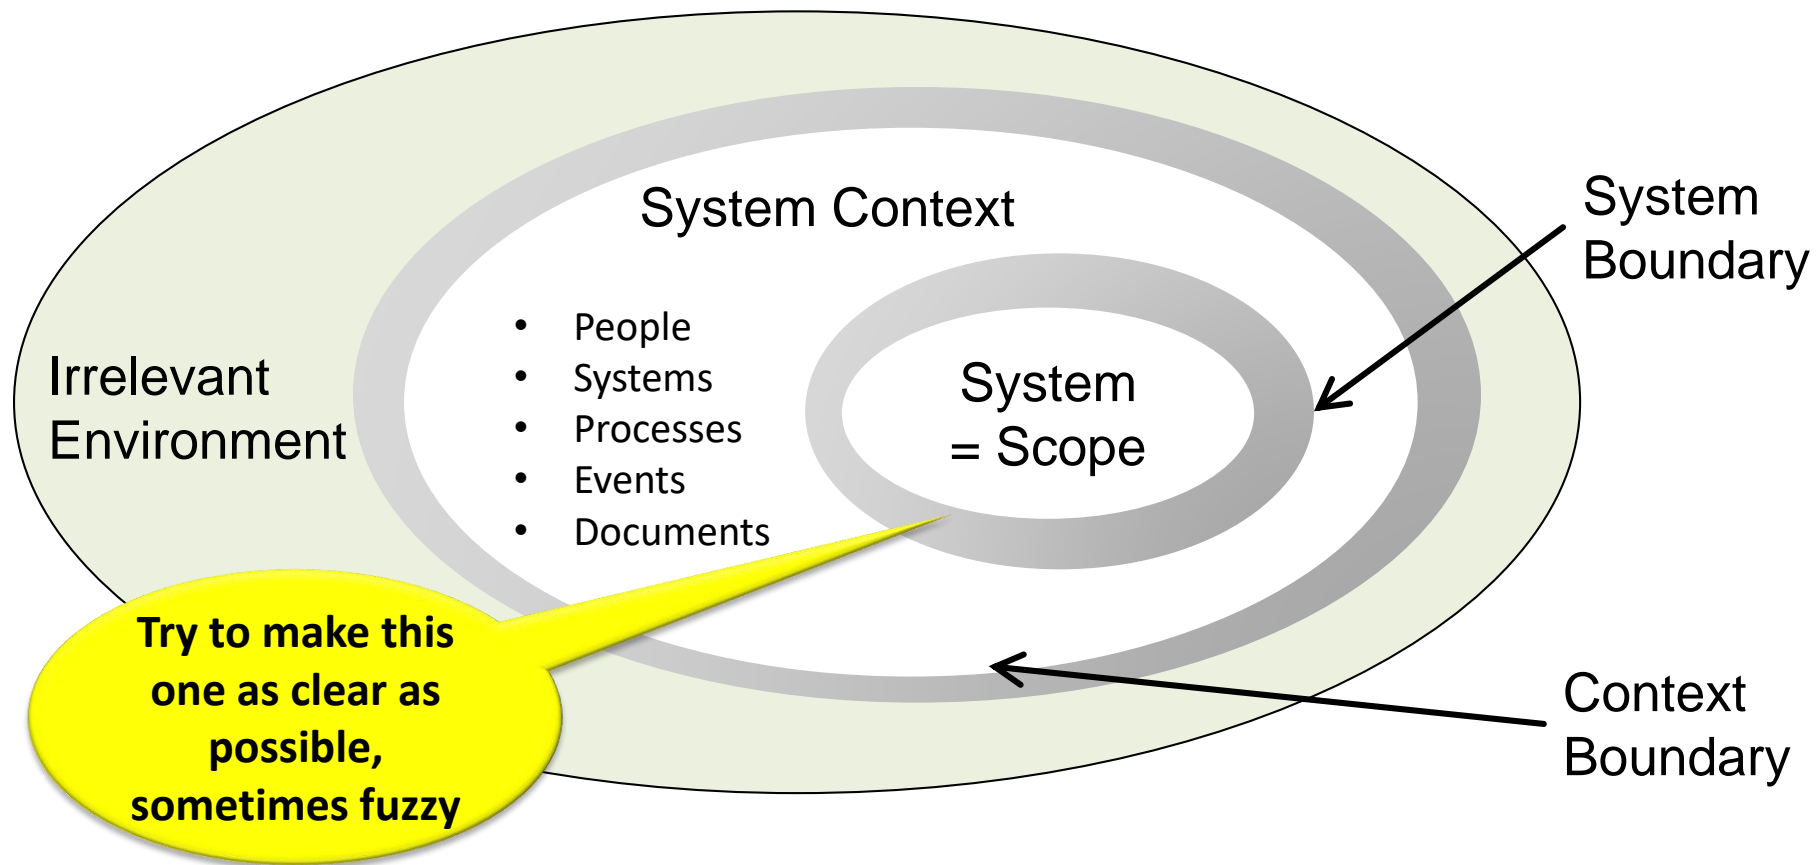 System Context
System
Boundary
Irrelevant
Environment
• People
• Systems
• Processes
• Events
• Documents
System
= Scope
Try to make this
one as clear as
possible,
sometimes fuzzy
Context
Boundary